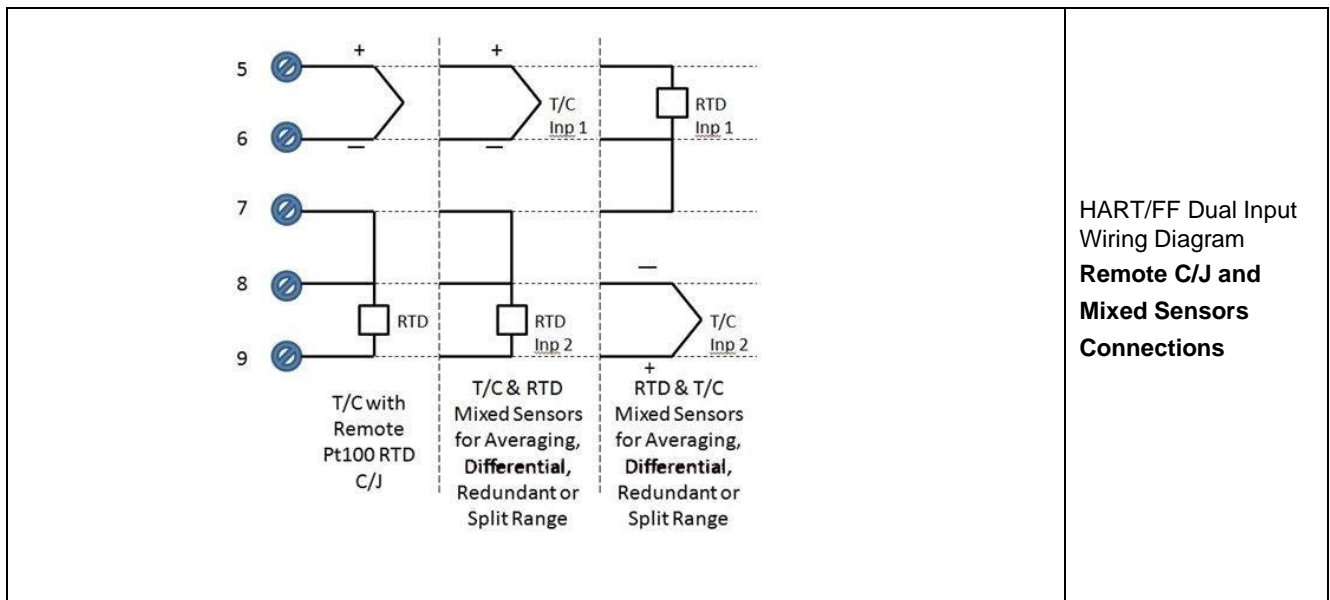 5
+
+
T/C
Inp 1
RTD
Inp 1
6
—
—
7
8
—
RTD
RTD
Inp 2
T/C
Inp 2
9
+
T/C with
Remote
Pt100 RTD
C/J
T/C & RTD
Mixed Sensors
for Averaging,
Differential,
Redundant or
Split Range
RTD & T/C
Mixed Sensors
for Averaging,
Differential,
Redundant or
Split Range
HART/FF Dual Input
Wiring Diagram
Remote C/J and
Mixed Sensors
Connections